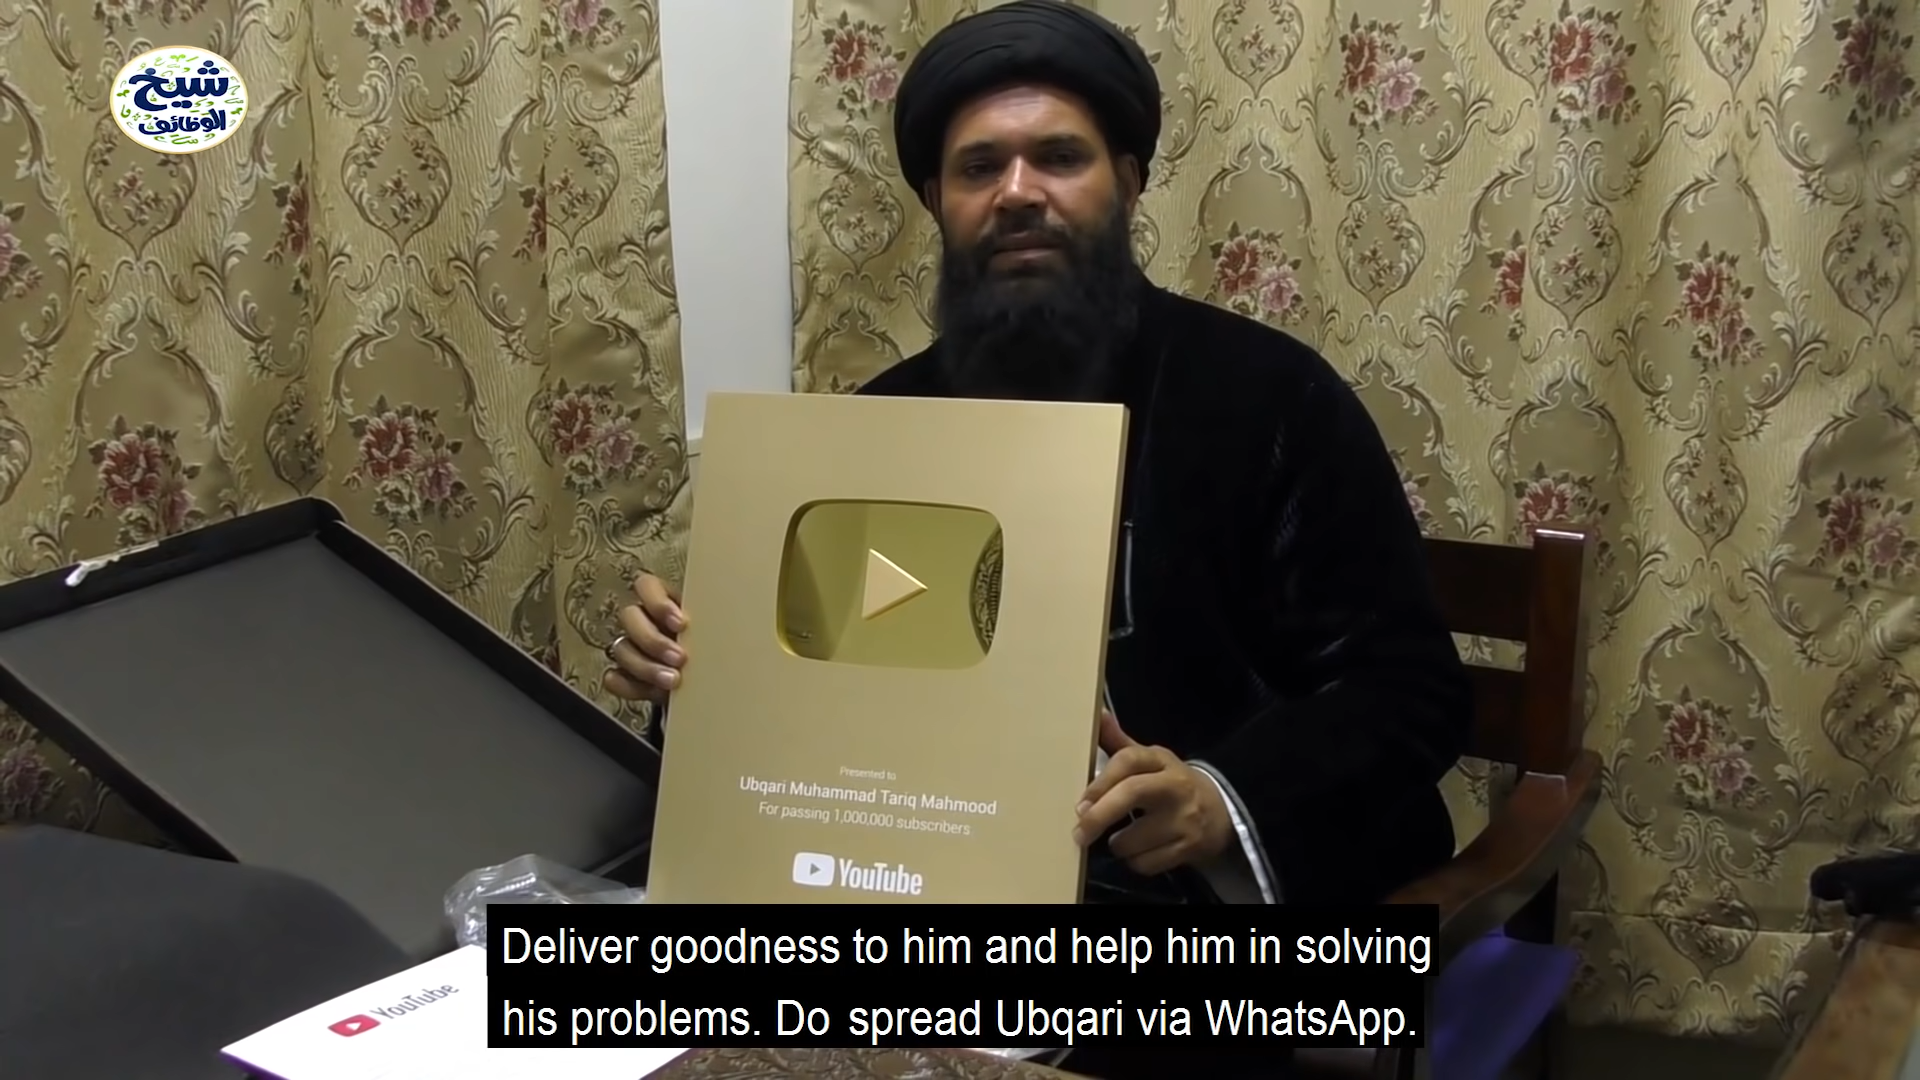 شيخ
الوظائف
Presented to
Ubqari Muhammad Tariq Mahmood
For passing 1,000,000 subscribers
YouTube
YouTube
Deliver goodness to him and help him in solving
his problems. Do spread Ubqari via WhatsApp.